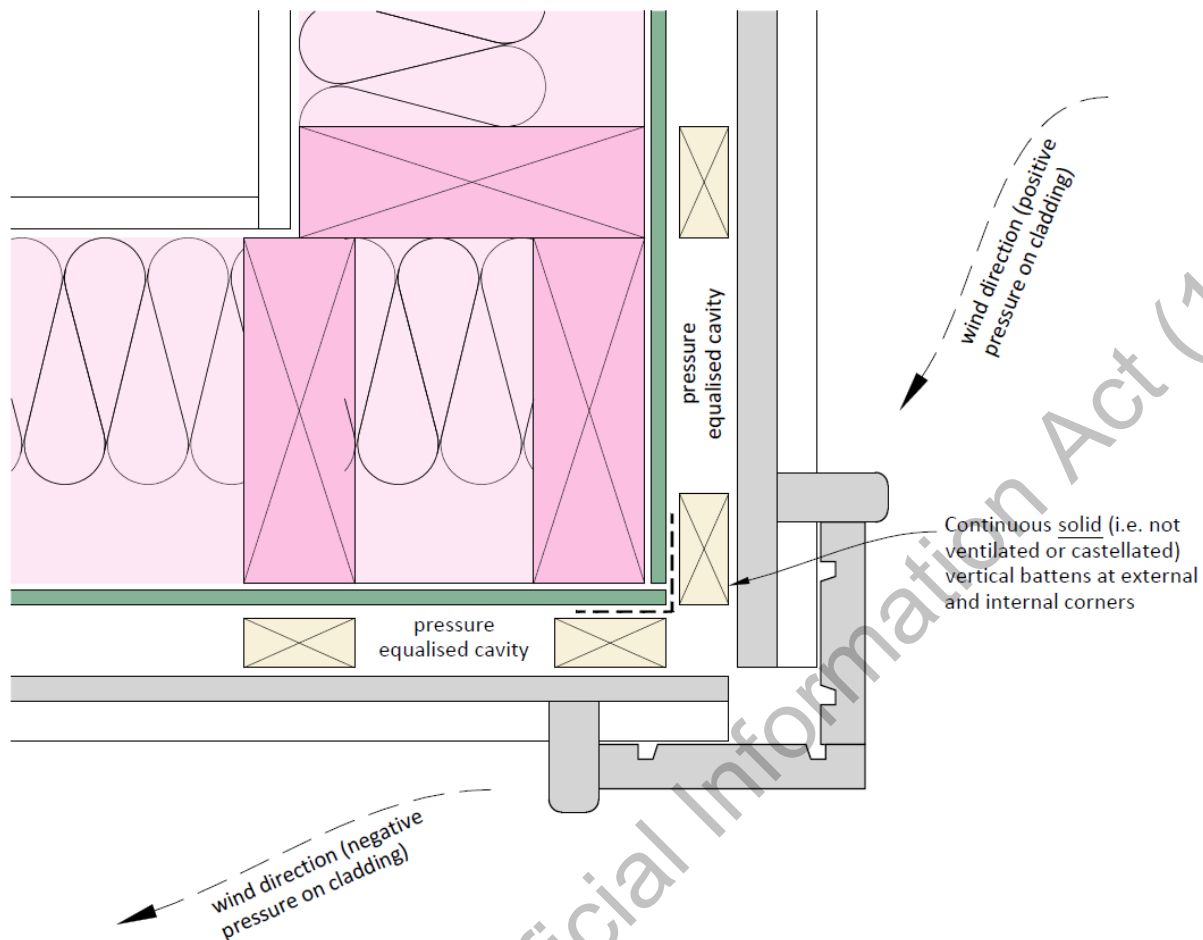 wind direction (positive
pressure on cladding)
pressure
equalised cavity
Continuous solid (i.e. not
ventilated or castellated)
vertical battens at external
and internal corners
pressure
equalised cavity
wind direction (negative
pressure on cladding)
Official Information Act (1